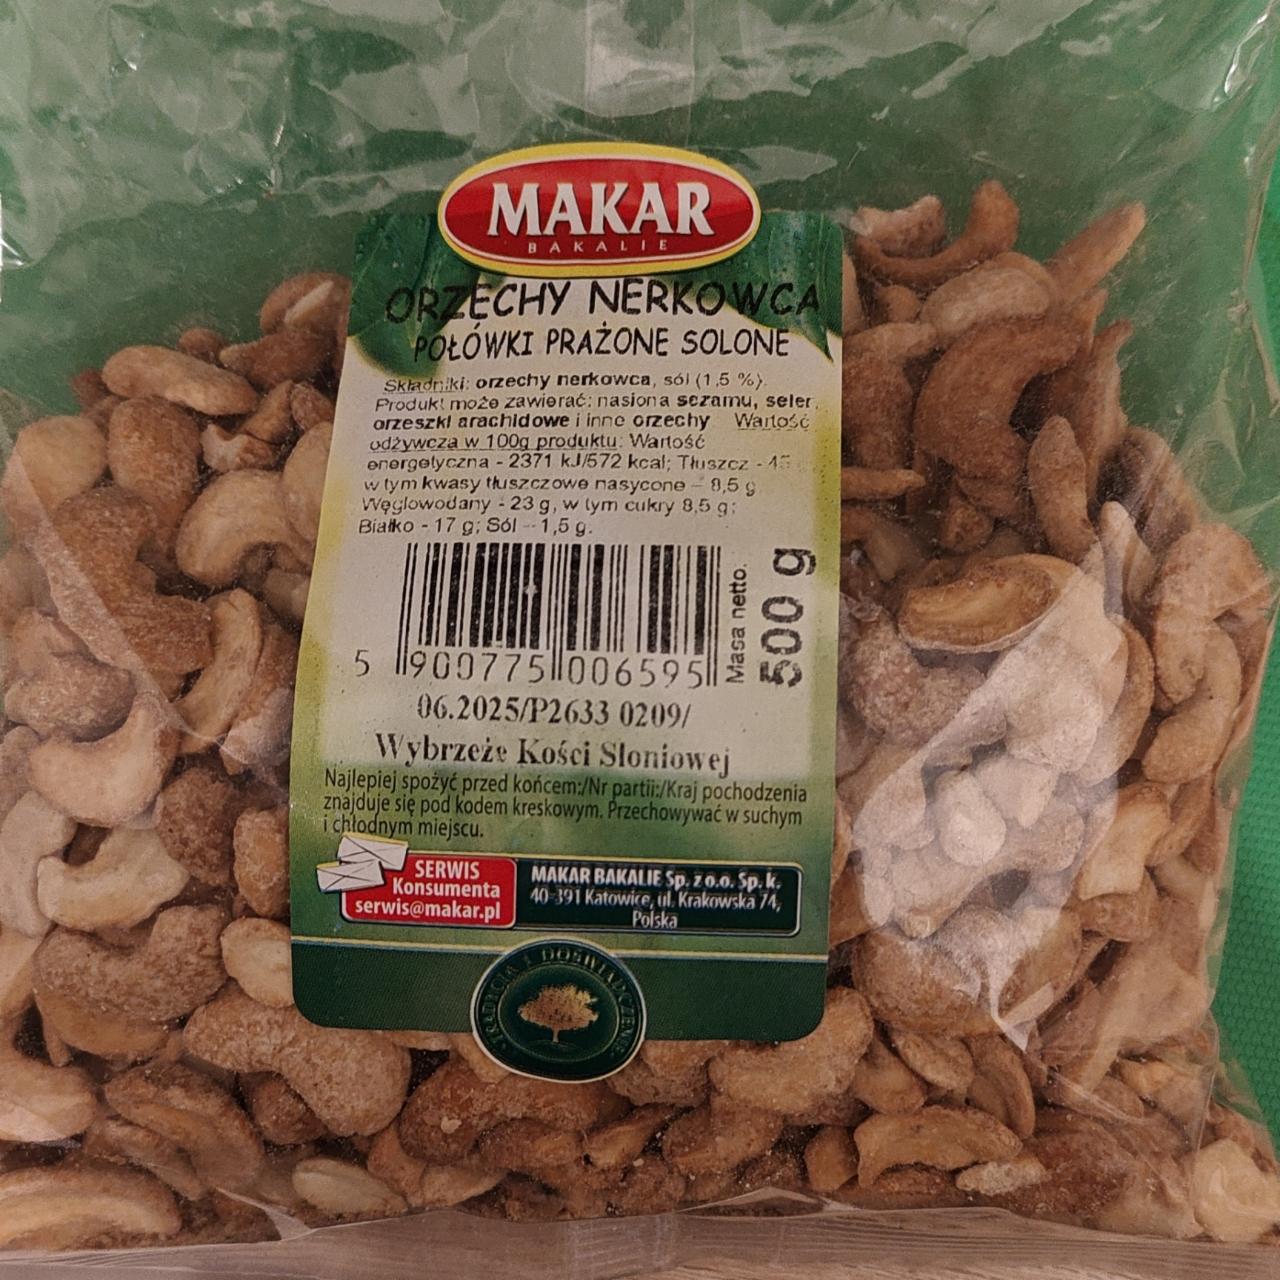 MAKAR
BAKALIE
ORZECHY NERKOWCA
POŁÓWKI PRAŻONE SOLONE
Składniki: orzechy nerkowca, sól (1,5 %).
Produkt może zawierać: nasiona sezamu, seler,
orzeszki arachidowe i inne orzechy Wartość
odżywcza w 100g produktu: Wartość
energetyczna - 2371 kJ/572 kcal; Tłuszcz - 45
w tym kwasy tłuszczowe nasycone - 8,5 g
Węglowodany - 23 g, w tym cukry 8,5 g;
Białko - 17 g; Sól - 1,5 g.
5 900775 006595
Masa netto.
500 g
06.2025/P2633 0209/
Wybrzeże Kości Słoniowej
Najlepiej spożyć przed końcem:/Nr partii:/Kraj pochodzenia
znajduje się pod kodem kreskowym. Przechowywać w suchym
i chłodnym miejscu.
SERWIS
Konsumenta
serwis@makar.pl
MAKAR BAKALIE Sp. z o.o. Sp. k.
40-391 Katowice, ul. Krakowska 74,
Polska
TRADYCJA I DOŚWIADCZENIE